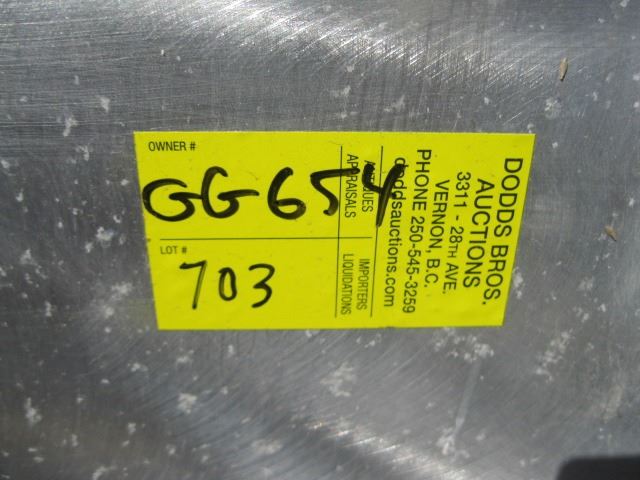 OWNER #
GG654
LOT #
703
ANTIQUES
APPRAISALS
IMPORTERS
LIQUIDATIONS
DODDS BROS.
AUCTIONS
3311 - 28TH AVE.
VERNON, B.C.
PHONE 250-545-3259
doddsauctions.com